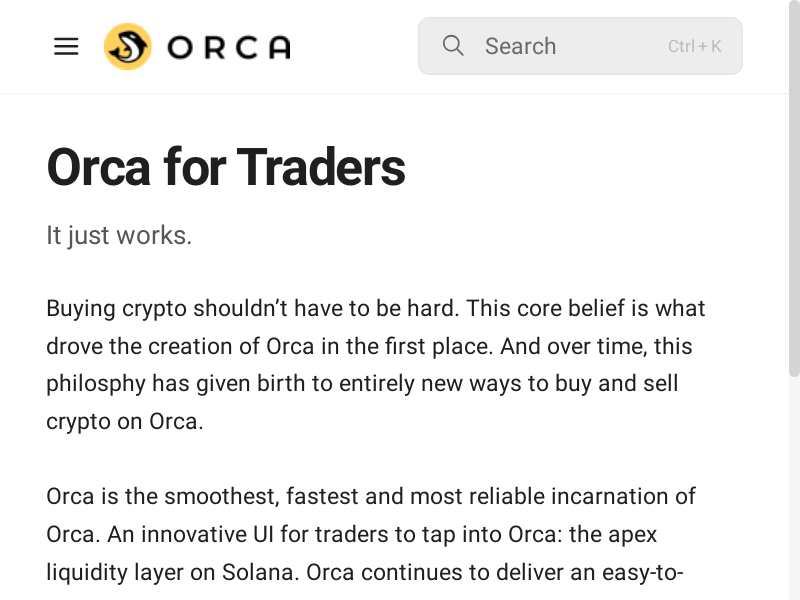 ORCA
Search
Ctrl + K
Orca for Traders
It just works.
Buying crypto shouldn’t have to be hard. This core belief is what
drove the creation of Orca in the first place. And over time, this
philosphy has given birth to entirely new ways to buy and sell
crypto on Orca.
Orca is the smoothest, fastest and most reliable incarnation of
Orca. An innovative UI for traders to tap into Orca: the apex
liquidity layer on Solana. Orca continues to deliver an easy-to-